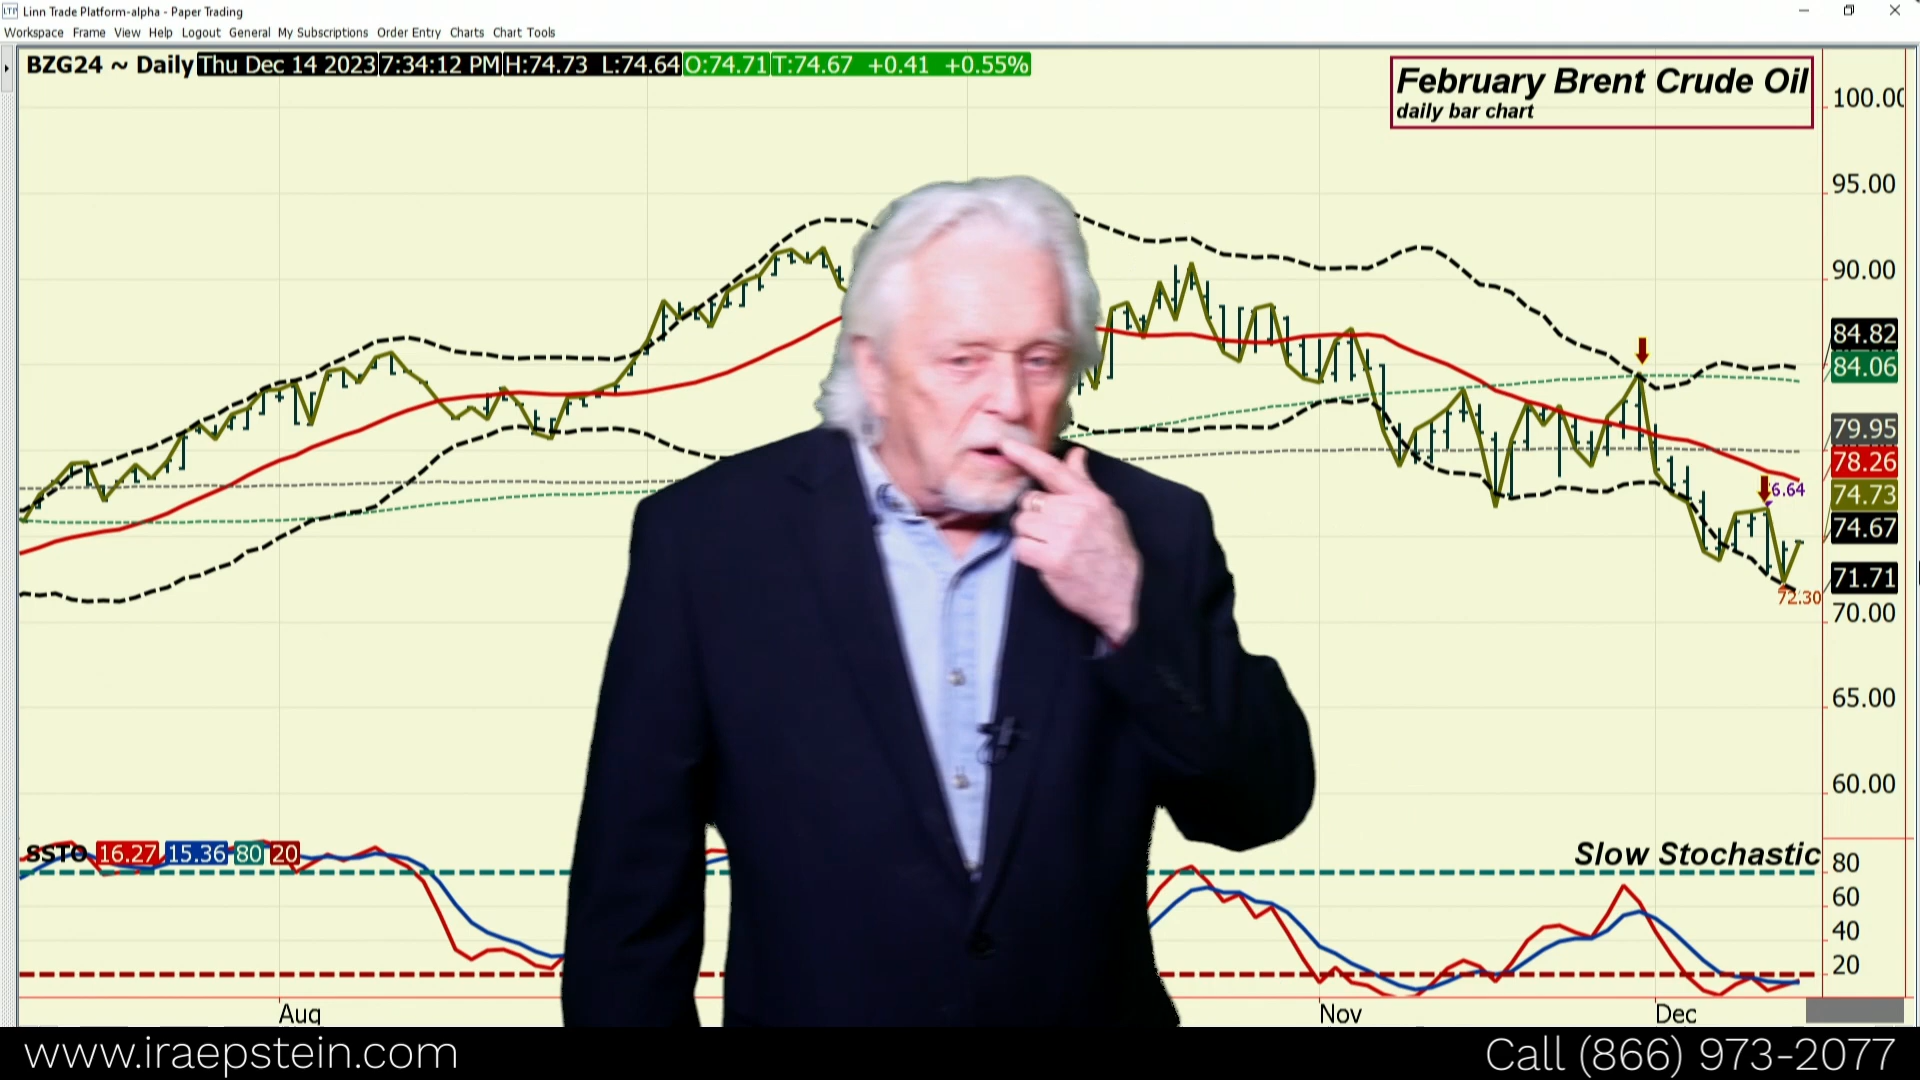 LTP Linn Trade Platform-alpha - Paper Trading
Workspace Frame View Help Logout General My Subscriptions Order Entry Charts Chart Tools
BZG24 ~ Daily Thu Dec 14 2023 7:34:12 PM H:74.73 L:74.64 O:74.71 T:74.67 +0.41 +0.55%
February Brent Crude Oil
daily bar chart
100.00
95.00
90.00
84.82
84.06
79.95
78.26
6.64
74.73
74.67
71.71
72.30
70.00
65.00
60.00
SSTO 16.27 15.36 80 20
Slow Stochastic
80
60
40
20
Aug Nov Dec
www.iraepstein.com Call (866) 973-2077